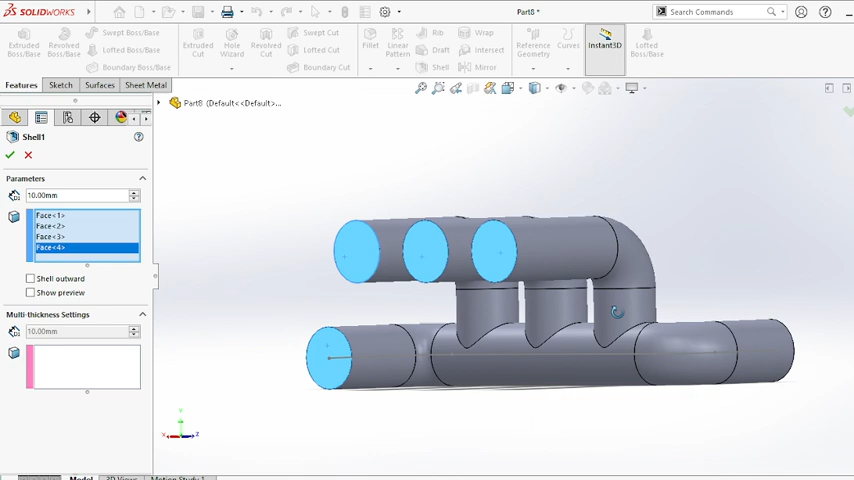 SOLIDWORKS
Part8 *
Search Commands
Extruded Boss/Base
Revolved Boss/Base
Swept Boss/Base
Lofted Boss/Base
Boundary Boss/Base
Extruded Cut
Hole Wizard
Revolved Cut
Swept Cut
Lofted Cut
Boundary Cut
Fillet
Linear Pattern
Rib
Draft
Shell
Wrap
Intersect
Mirror
Reference Geometry
Curves
Instant3D
Lofted Boss/Base
Features
Sketch
Surfaces
Sheet Metal
Part8 (Default<<Default>...
Shell1
Parameters
10.00mm
Face<1>
Face<2>
Face<3>
Face<4>
Shell outward
Show preview
Multi-thickness Settings
10.00mm
Y
X
Z
Model
3D Views
Motion Study 1